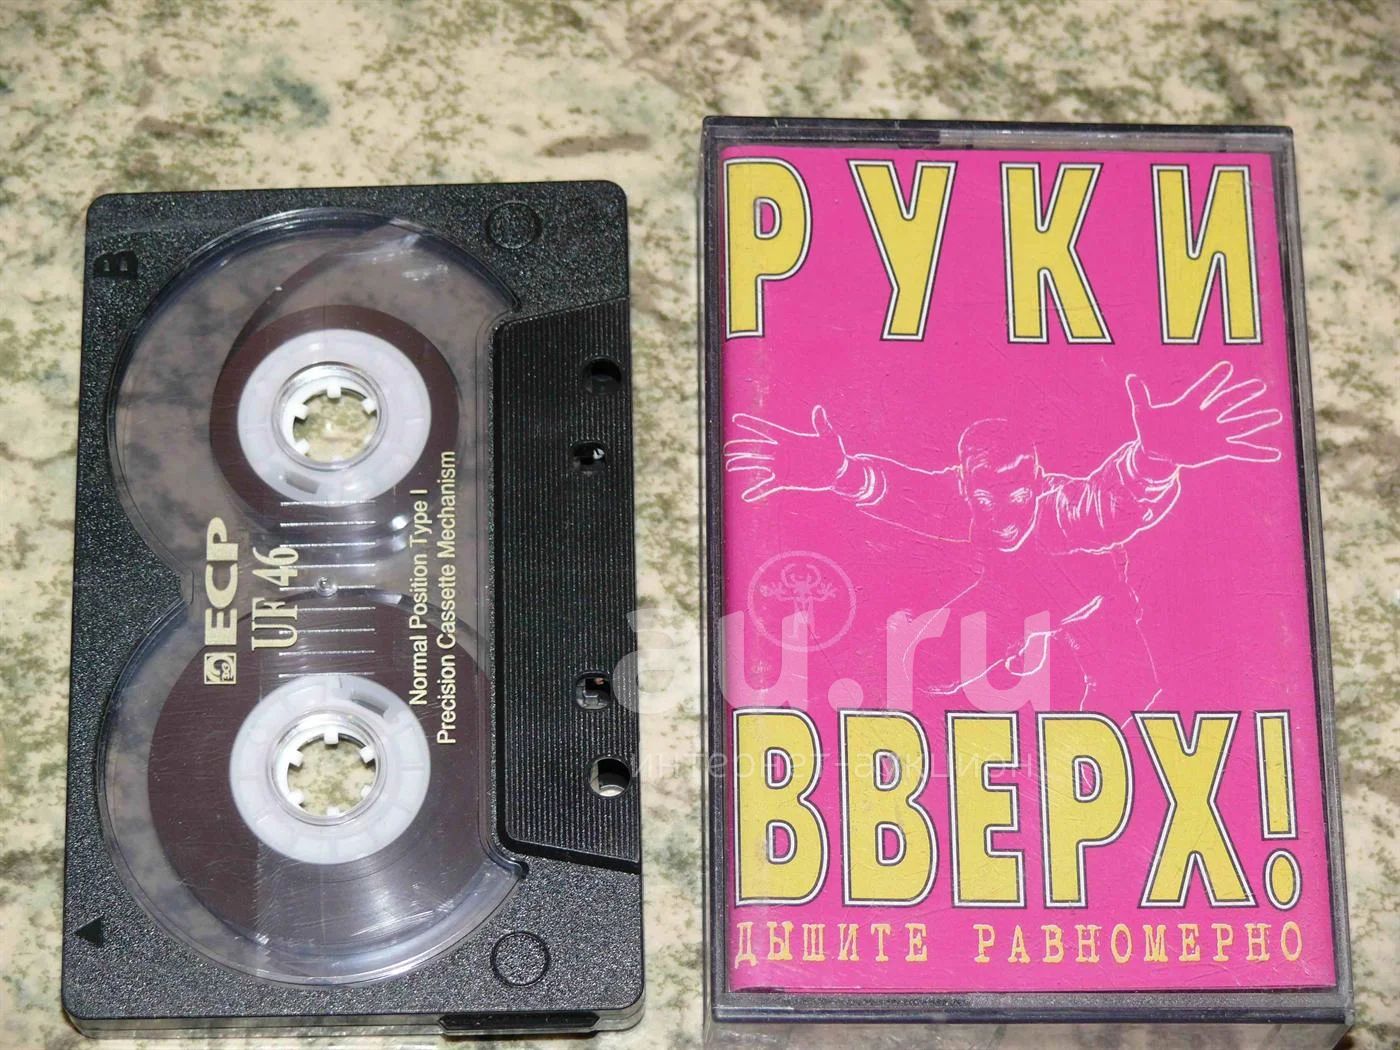 B
ECP
UF 46
Normal Position Type I
Precision Cassette Mechanism
РУКИ
ВВЕРХ!
ДЫШИТЕ РАВНОМЕРНО
au.ru
интернет-аукцион